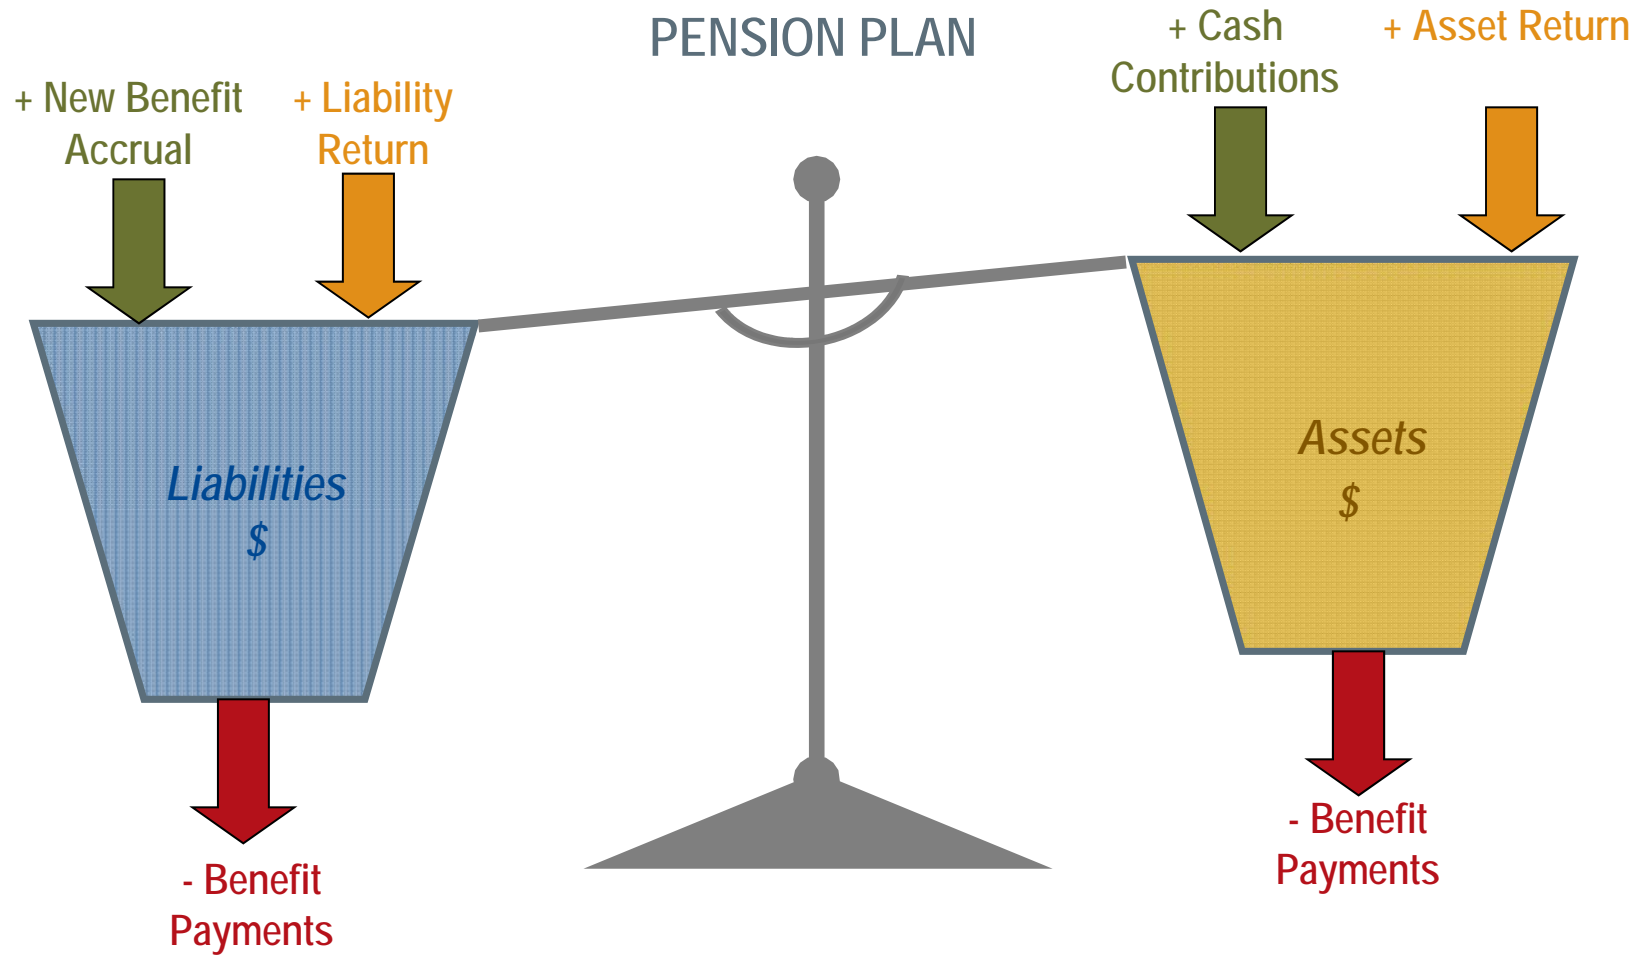 PENSION PLAN
+ New Benefit
Accrual
+ Liability
Return
+ Cash
Contributions
+ Asset Return
Liabilities
$
Assets
$
- Benefit
Payments
- Benefit
Payments